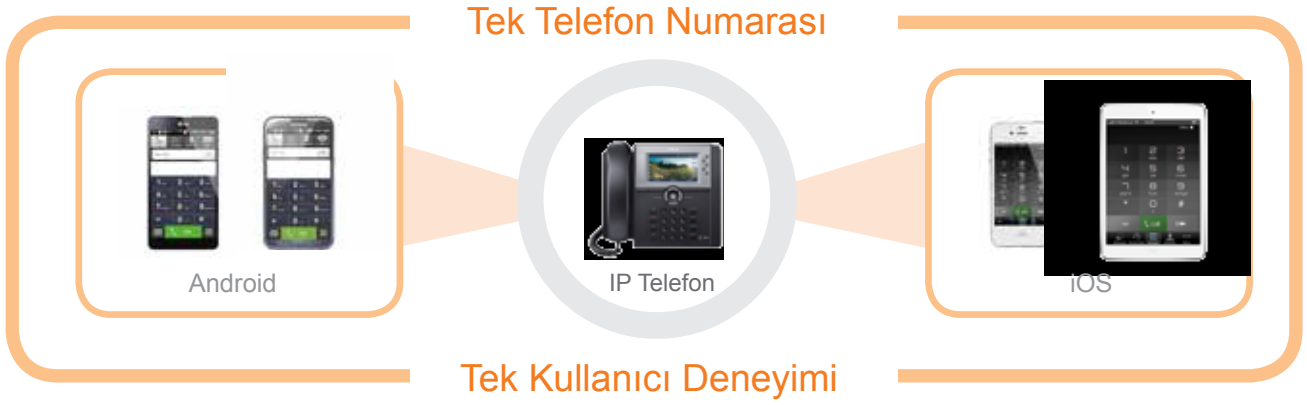 Tek Telefon Numarası
Android
IP Telefon
iOS
Tek Kullanıcı Deneyimi